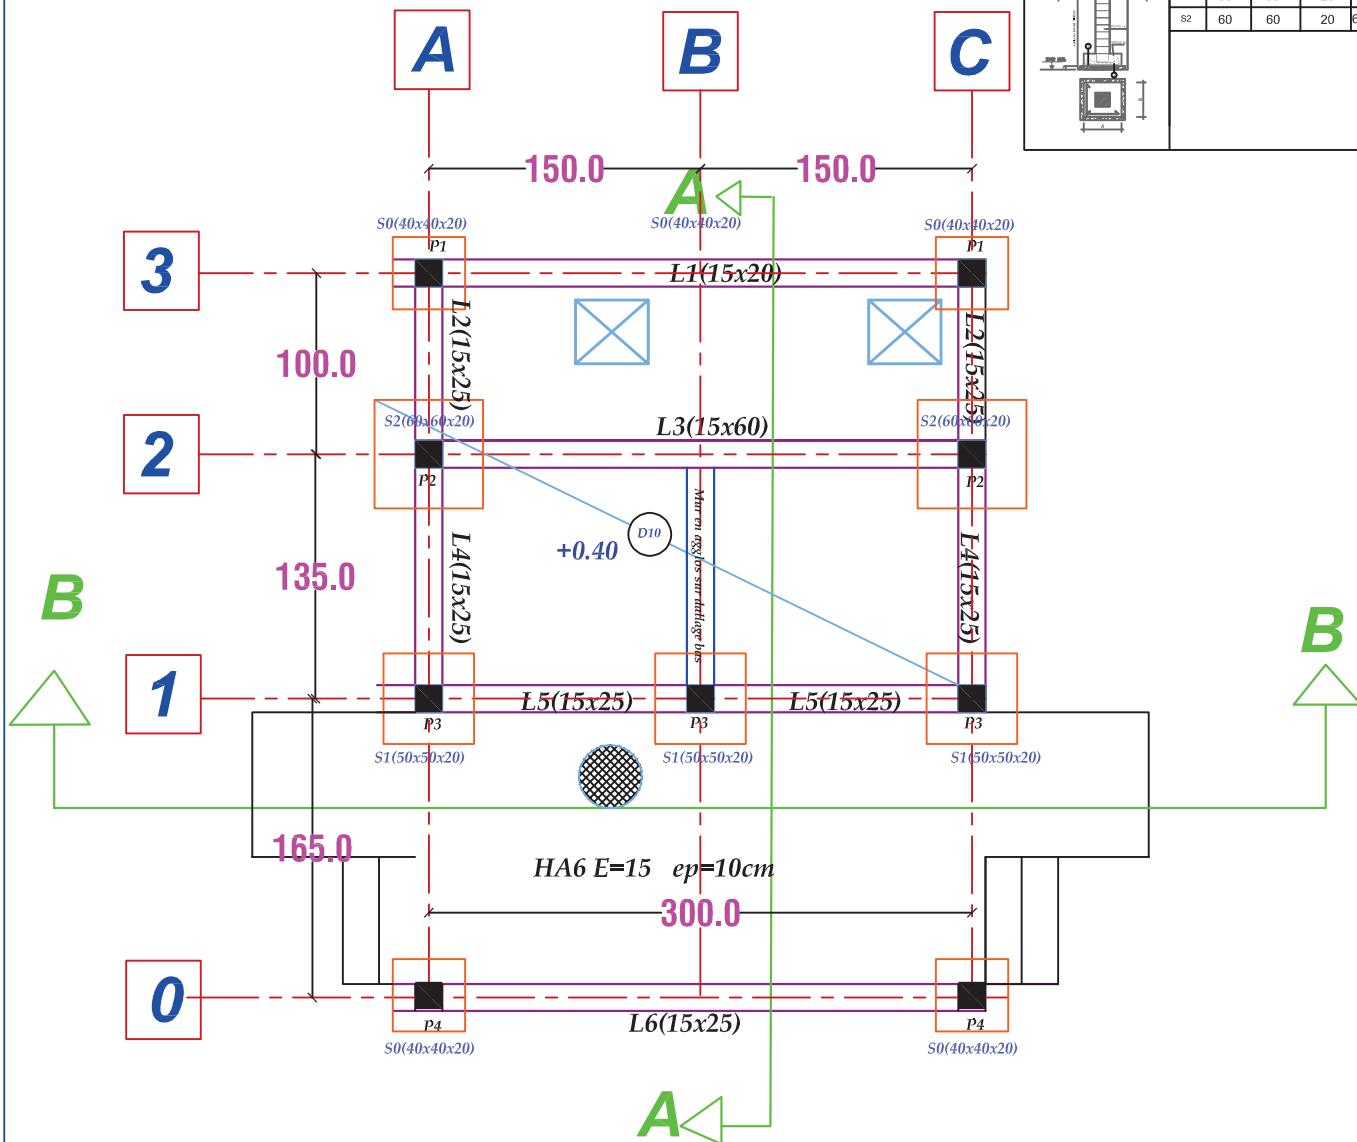 S2 60 60 20
A B C
150.0 150.0
A
S0(40x40x20) S0(40x40x20) S0(40x40x20)
P1 P1
3
L1(15x20)
L2(15x25) L2(15x25)
100.0
S2(60x60x20) S2(60x60x20)
L3(15x60)
2
P2 P2
Mur en agglos sur dallage bas
D10
+0.40
L4(15x25) L4(15x25)
135.0
B B
1
L5(15x25) L5(15x25)
P3 P3 P3
S1(50x50x20) S1(50x50x20) S1(50x50x20)
165.0
HA6 E=15 ep=10cm
300.0
0
L6(15x25)
P4 P4
S0(40x40x20) S0(40x40x20)
A